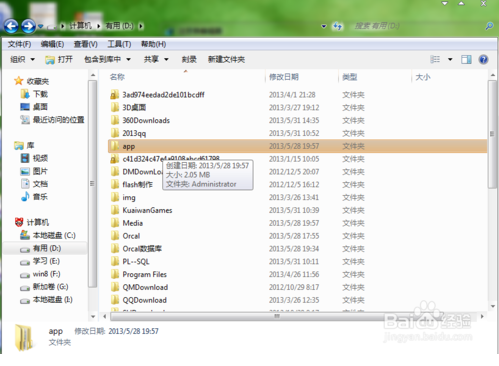 计算机 ▸ 有用 (D:) ▸
搜索 有用 (D:)
文件(F) 编辑(E) 查看(V) 工具(T) 帮助(H)
组织 打开 包含到库中 共享 刻录 新建文件夹
名称 修改日期 类型 大小
收藏夹
下载
桌面
最近访问的位置
库
视频
图片
文档
音乐
计算机
本地磁盘 (C:)
有用 (D:)
学习 (E:)
win8 (F:)
新加卷 (G:)
本地磁盘 (I:)
3ad974eedad2de101bcdff 2013/4/1 21:28 文件夹
3D桌面 2013/3/27 19:12 文件夹
360Downloads 2013/5/31 14:35 文件夹
2013qq 2013/5/31 10:52 文件夹
app 2013/5/28 19:57 文件夹
c41d324c47e4a9108abcd61798 2013/1/15 10:05 文件夹
DMDownLoa 2012/12/5 20:07 文件夹
flash制作 2012/12/5 16:12 文件夹
img 2013/3/26 13:41 文件夹
KuaiwanGames 2013/5/31 10:39 文件夹
Media 2013/5/28 19:57 文件夹
Orcal 2013/5/28 17:55 文件夹
Orcal数据库 2013/5/28 19:34 文件夹
PL--SQL 2013/5/31 10:11 文件夹
Program Files 2013/4/26 11:56 文件夹
QMDownload 2012/10/29 8:17 文件夹
QQDownload 2013/3/26 12:35 文件夹
创建日期: 2013/5/28 19:57
大小: 2.05 MB
文件夹: Administrator
app 修改日期: 2013/5/28 19:57
文件夹
Baidu 经验
jingyan.baidu.com